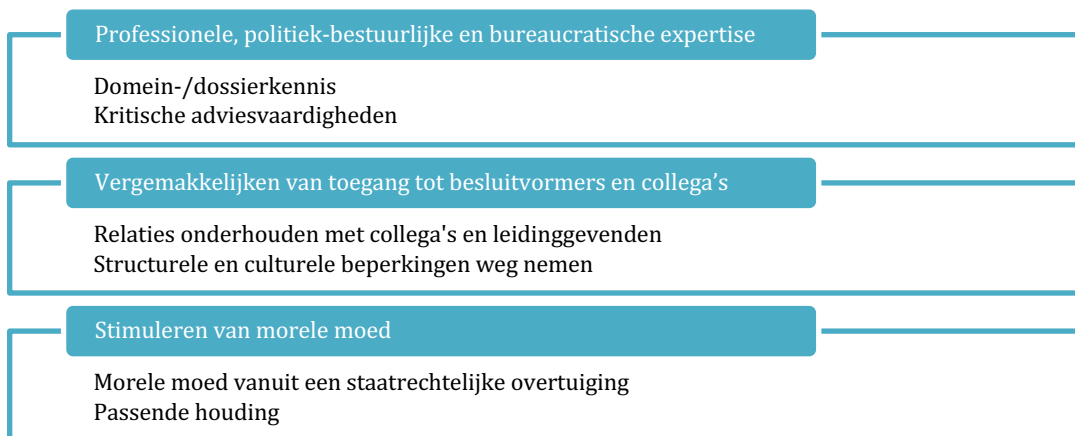 Professionele, politiek-bestuurlijke en bureaucratische expertise
Domein-/dossierkennis
Kritische adviesvaardigheden
Vergemakkelijken van toegang tot besluitvormers en collega’s
Relaties onderhouden met collega's en leidinggevenden
Structurele en culturele beperkingen weg nemen
Stimuleren van morele moed
Morele moed vanuit een staatrechtelijke overtuiging
Passende houding